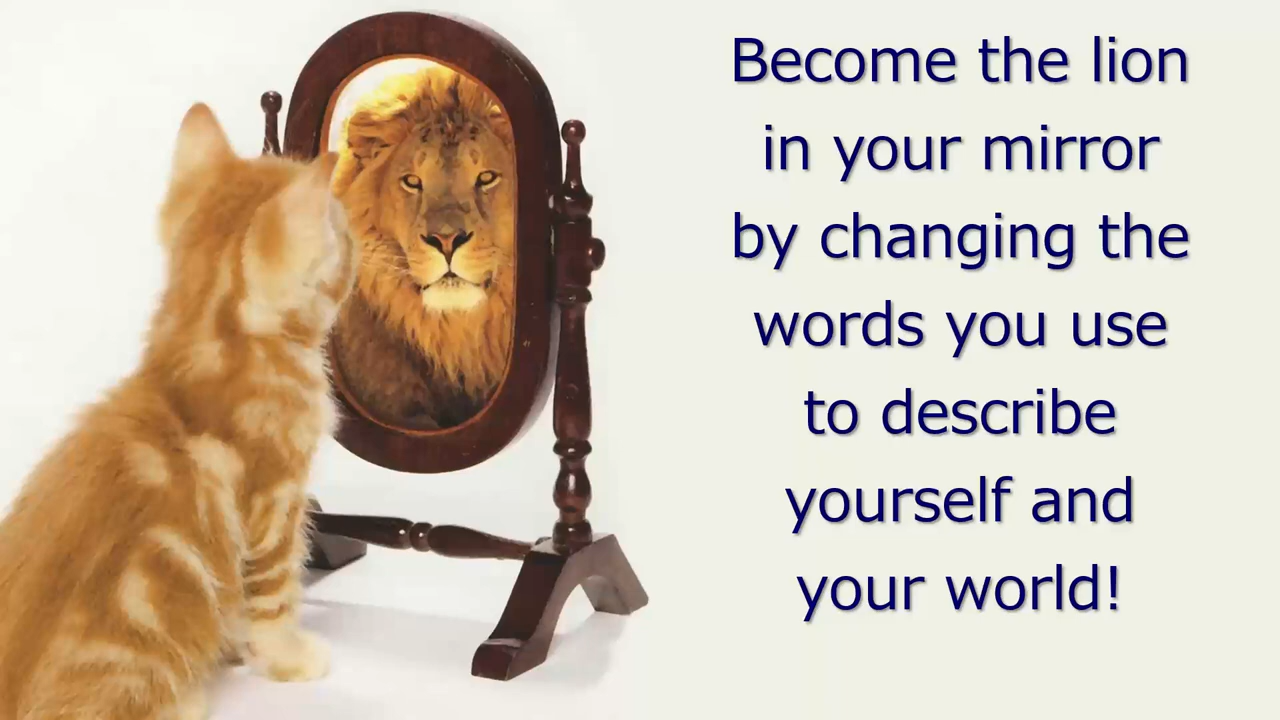 Become the lion
in your mirror
by changing the
words you use
to describe
yourself and
your world!